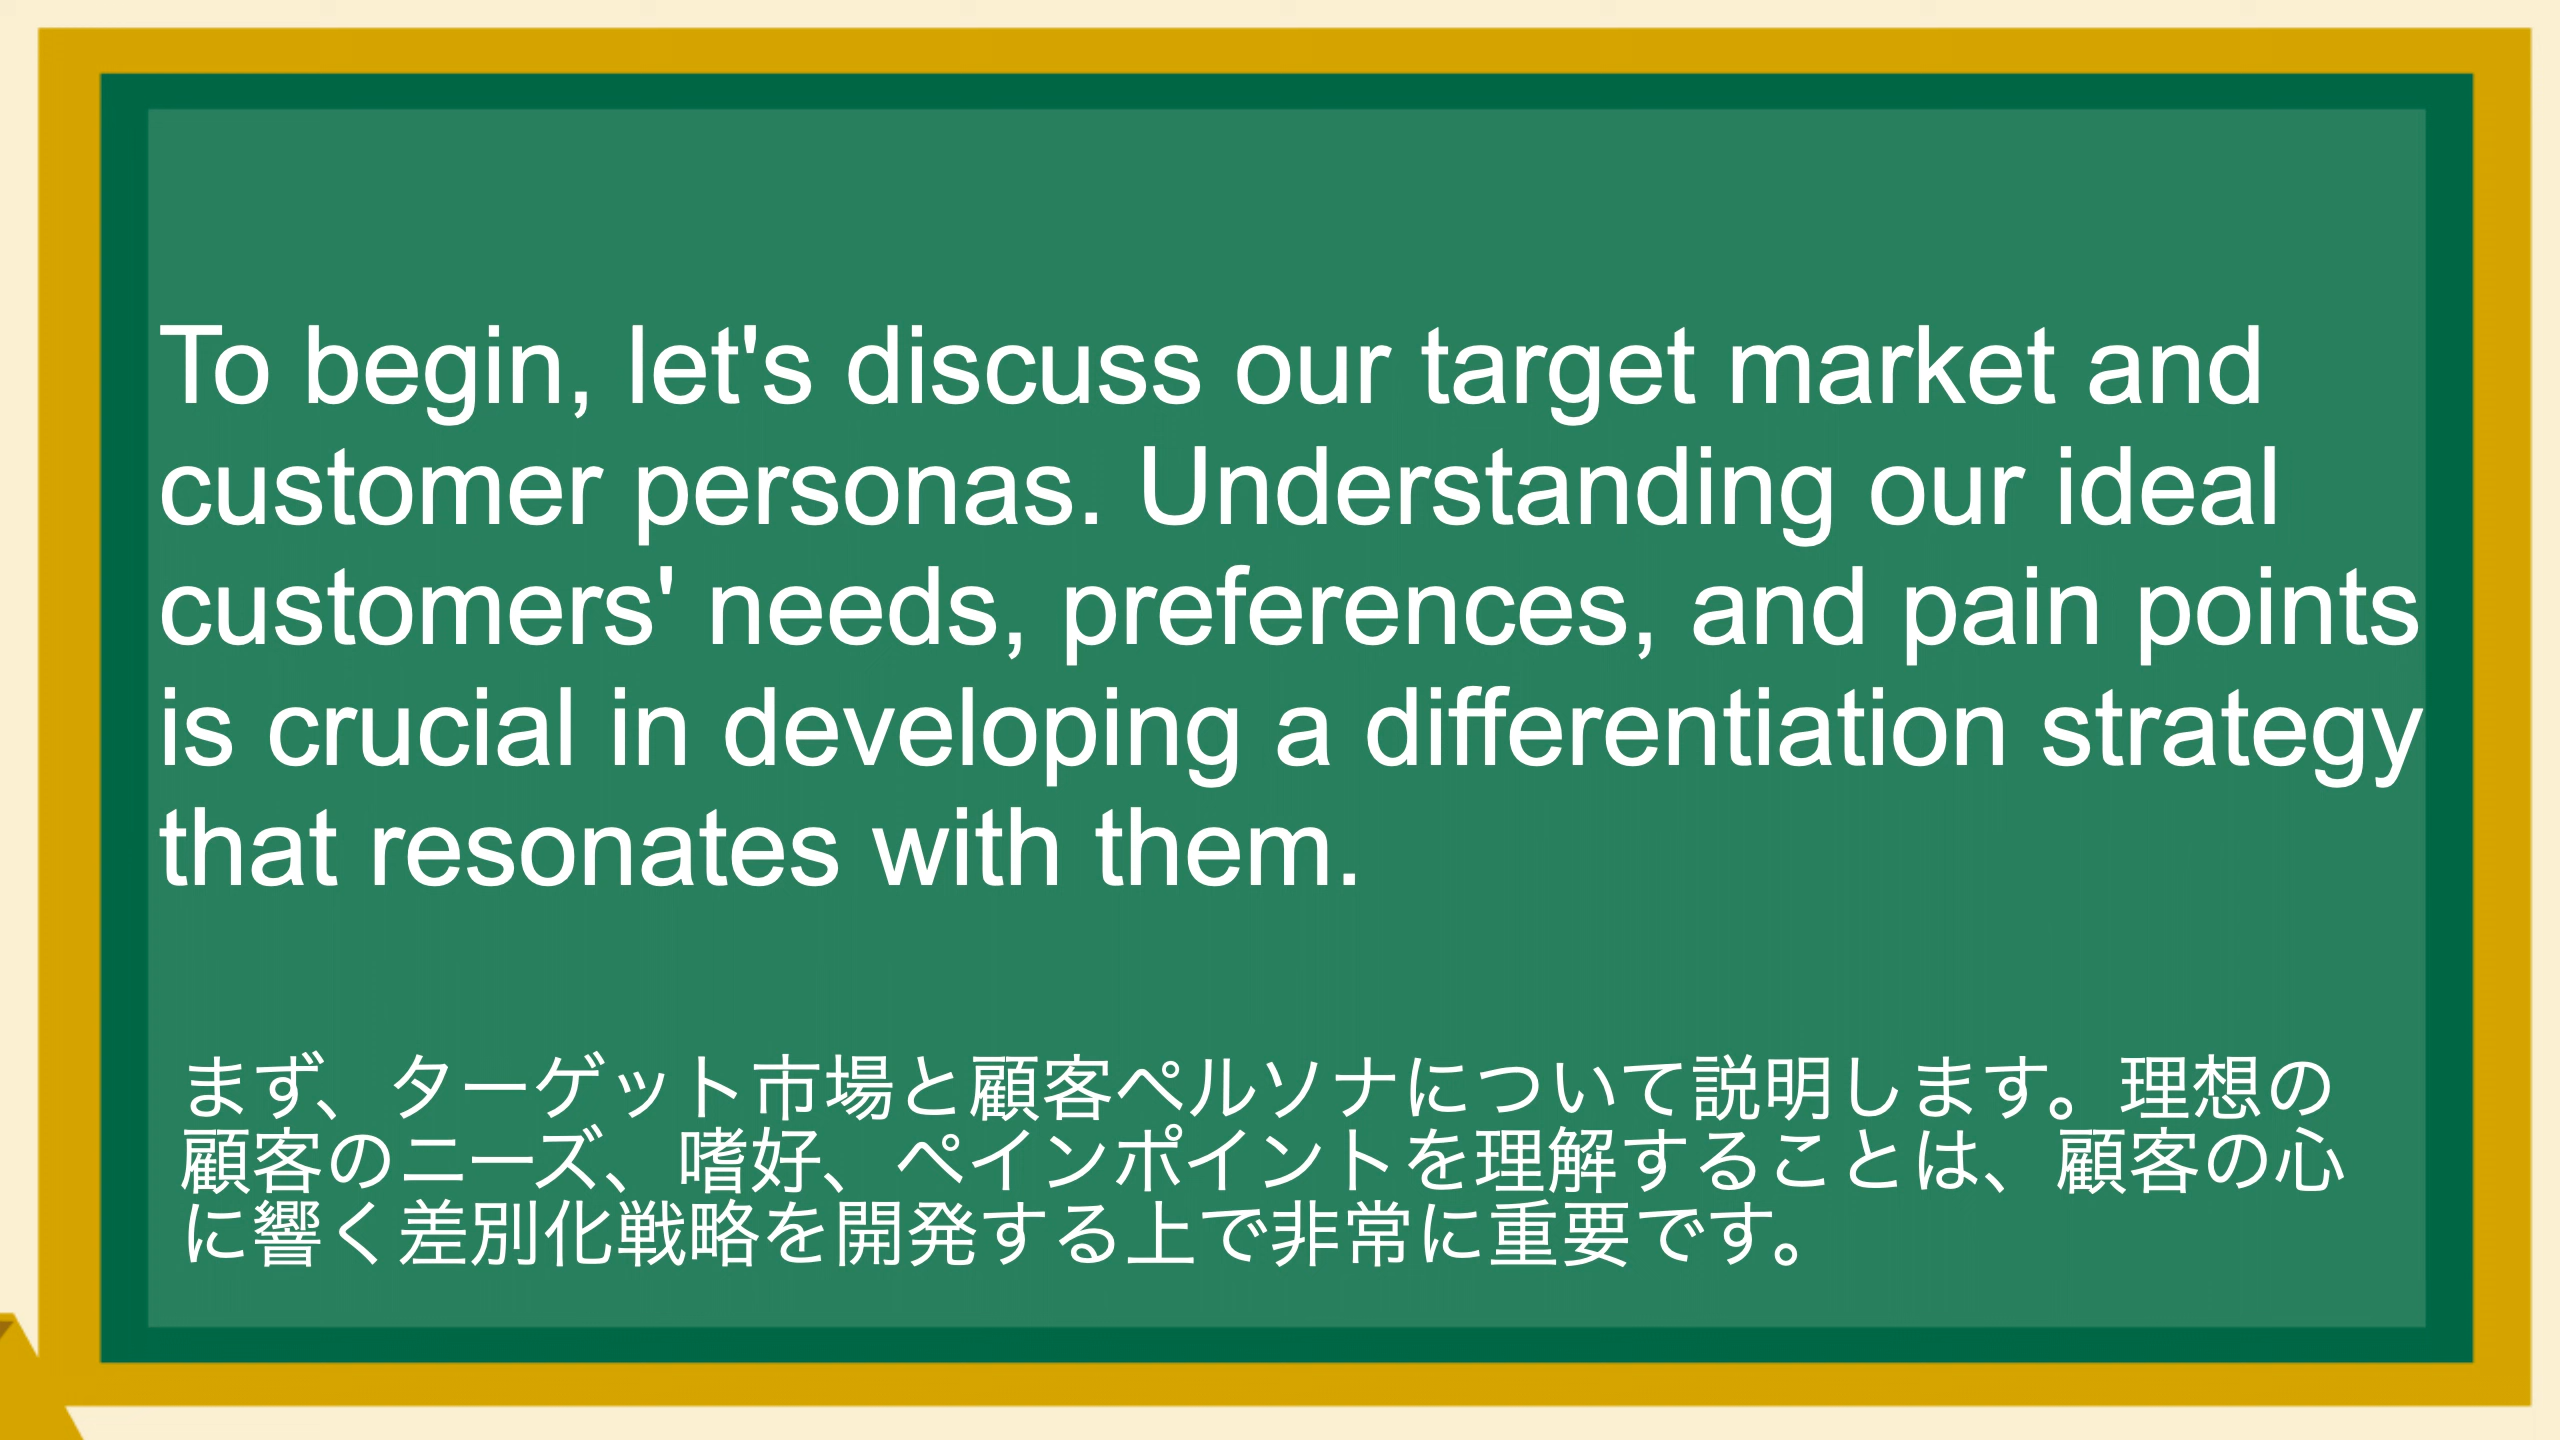 To begin, let's discuss our target market and
customer personas. Understanding our ideal
customers' needs, preferences, and pain points
is crucial in developing a differentiation strategy
that resonates with them.
まず、ターゲット市場と顧客ペルソナについて説明します。理想の
顧客のニーズ、嗜好、ペインポイントを理解することは、顧客の心
に響く差別化戦略を開発する上で非常に重要です。